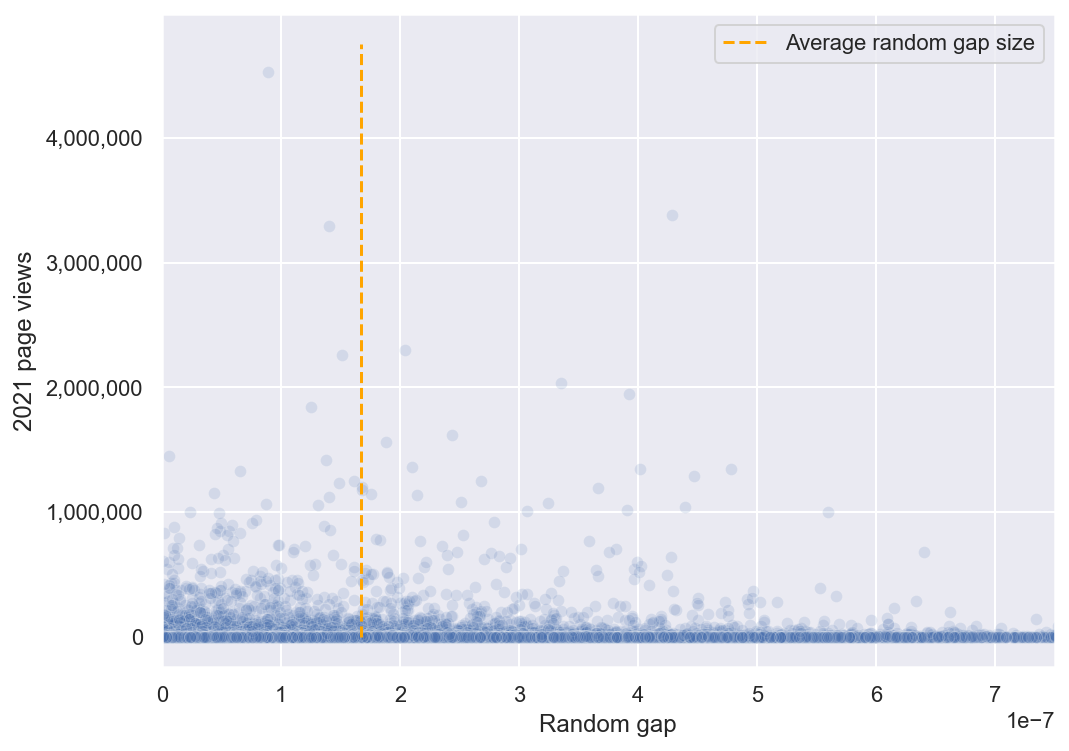 Average random gap size
2021 page views
4,000,000
3,000,000
2,000,000
1,000,000
0
0 1 2 3 4 5 6 7
1e−7
Random gap